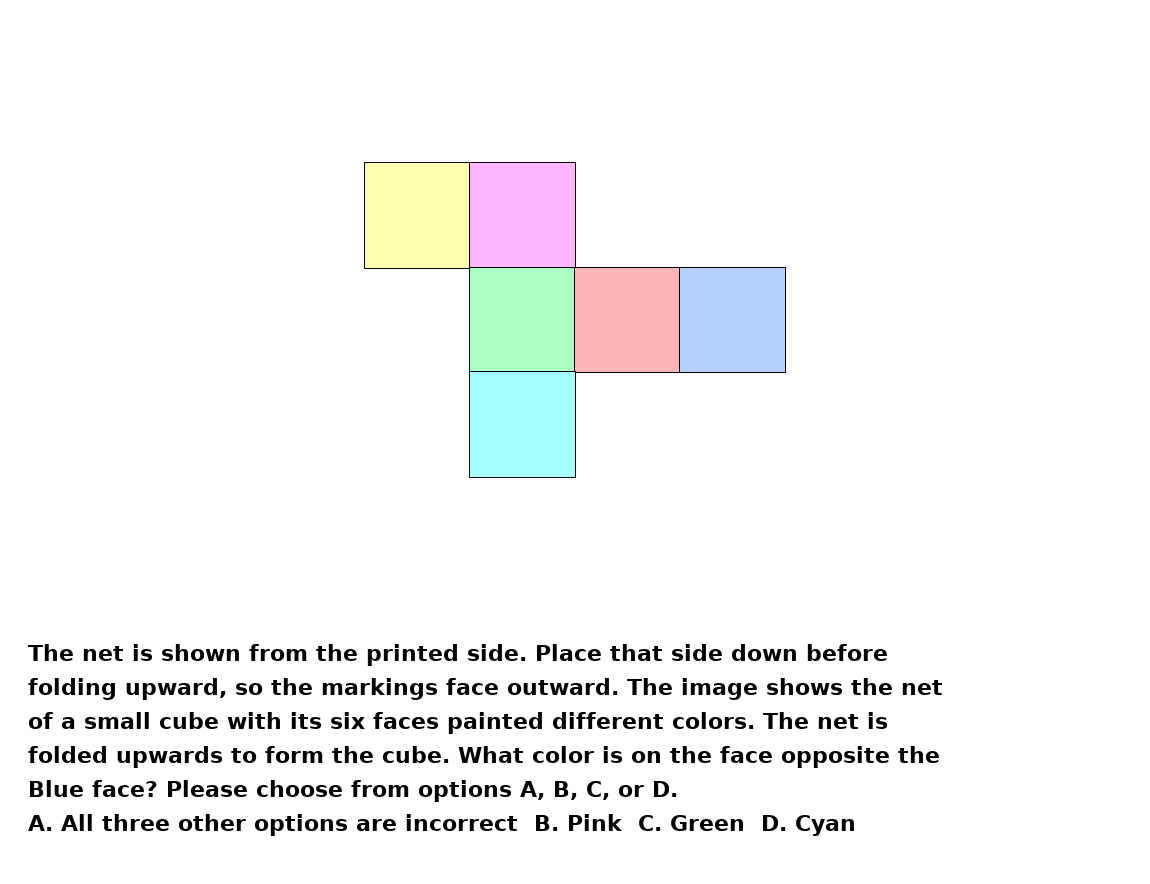 The net is shown from the printed side. Place that side down before
folding upward, so the markings face outward. The image shows the net
of a small cube with its six faces painted different colors. The net is
folded upwards to form the cube. What color is on the face opposite the
Blue face? Please choose from options A, B, C, or D.
A. All three other options are incorrect  B. Pink  C. Green  D. Cyan